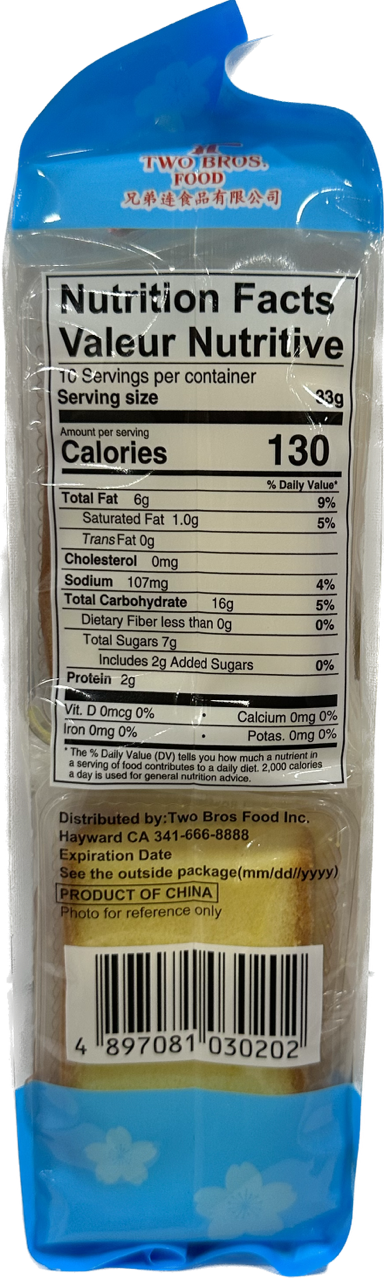 TWO BROS.
FOOD
兄弟達食品有限公司
Nutrition Facts
Valeur Nutritive
10 Servings per container
Serving size 33g
Amount per serving
Calories 130
% Daily Value*
Total Fat 6g 9%
Saturated Fat 1.0g 5%
Trans Fat 0g
Cholesterol 0mg
Sodium 107mg 4%
Total Carbohydrate 16g 5%
Dietary Fiber less than 0g 0%
Total Sugars 7g
Includes 2g Added Sugars 0%
Protein 2g
Vit. D 0mcg 0% • Calcium 0mg 0%
Iron 0mg 0% • Potas. 0mg 0%
* The % Daily Value (DV) tells you how much a nutrient in
a serving of food contributes to a daily diet. 2,000 calories
a day is used for general nutrition advice.
Distributed by:Two Bros Food Inc.
Hayward CA 341-666-8888
Expiration Date
See the outside package(mm/dd//yyyy)
PRODUCT OF CHINA
Photo for reference only
4 897081 030202